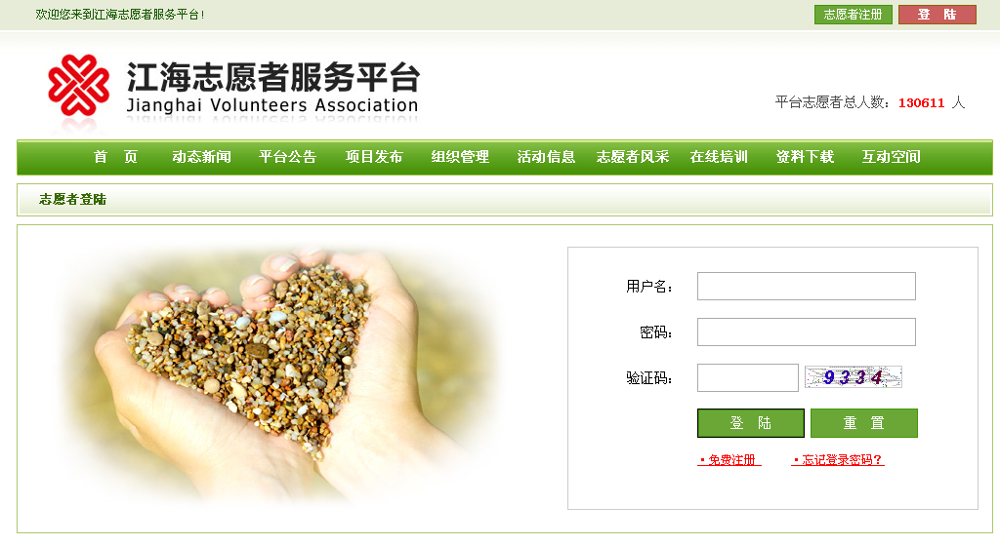 欢迎您来到江海志愿者服务平台!
志愿者注册
登 陆
江海志愿者服务平台
Jianghai Volunteers Association
平台志愿者总人数：130611 人
首 页 动态新闻 平台公告 项目发布 组织管理 活动信息 志愿者风采 在线培训 资料下载 互动空间
志愿者登陆
用户名：
密码：
验证码：
9334
登 陆 重 置
·免费注册 ·忘记登录密码?